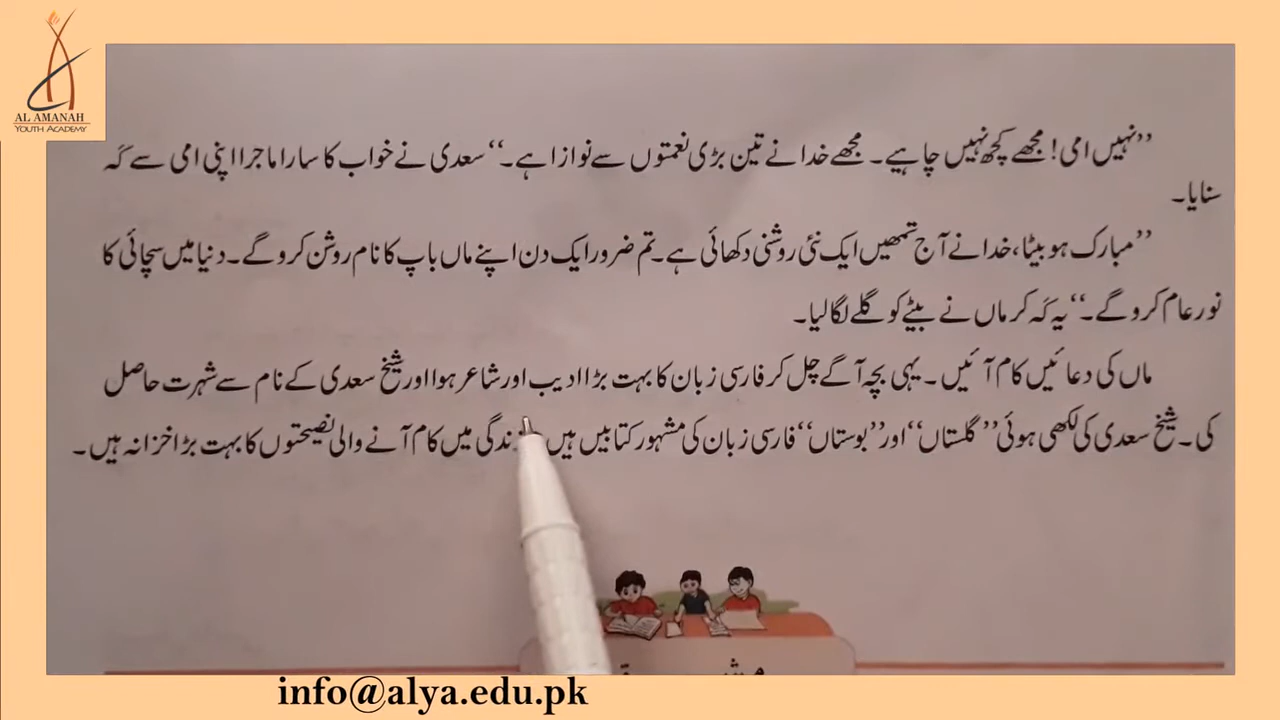 AL AMANAH
YOUTH ACADEMY
”نہیں امی! مجھے کچھ نہیں چاہیے۔ مجھے خدا نے تین بڑی نعمتوں سے نوازا ہے۔“ سعدی نے خواب کا سارا ماجرا اپنی امی سے کَہ
سنایا۔
”مبارک ہو بیٹا، خدا نے آج تمھیں ایک نئی روشنی دکھائی ہے۔ تم ضرور ایک دن اپنے ماں باپ کا نام روشن کرو گے۔ دنیا میں سچائی کا
نور عام کرو گے۔“ یہ کَہ کر ماں نے بیٹے کو گلے لگا لیا۔
ماں کی دعائیں کام آئیں۔ یہی بچہ آگے چل کر فارسی زبان کا بہت بڑا ادیب اور شاعر ہوا اور شیخ سعدی کے نام سے شہرت حاصل
کی۔ شیخ سعدی کی لکھی ہوئی ”گلستاں“ اور ”بوستاں“ فارسی زبان کی مشہور کتابیں ہیں زندگی میں کام آنے والی نصیحتوں کا بہت بڑا خزانہ ہیں۔
info@alya.edu.pk